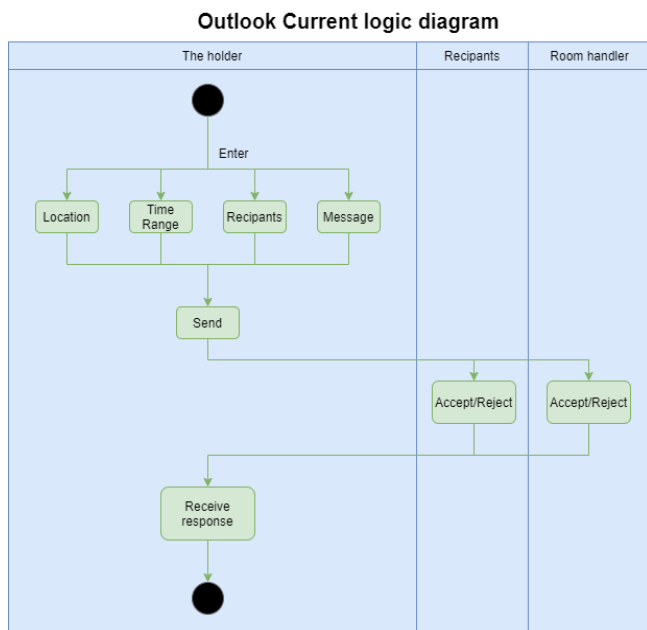 Outlook Current logic diagram
The holder
Recipants
Room handler
Enter
Location
Time
Range
Recipants
Message
Send
Accept/Reject
Accept/Reject
Receive
response